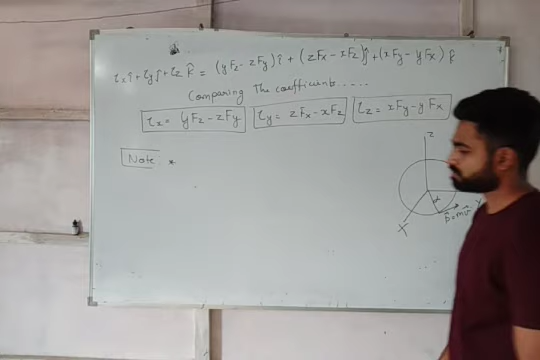 τx î + τy ĵ + τz k̂ = (yFz - zFy) î + (zFx - xFz) ĵ + (xFy - yFx) k̂
Comparing the coefficients.....
τx = yFz - zFy τy = zFx - xFz τz = xFy - yFx
Note *
Z
Y
X
p⃗=mv⃗